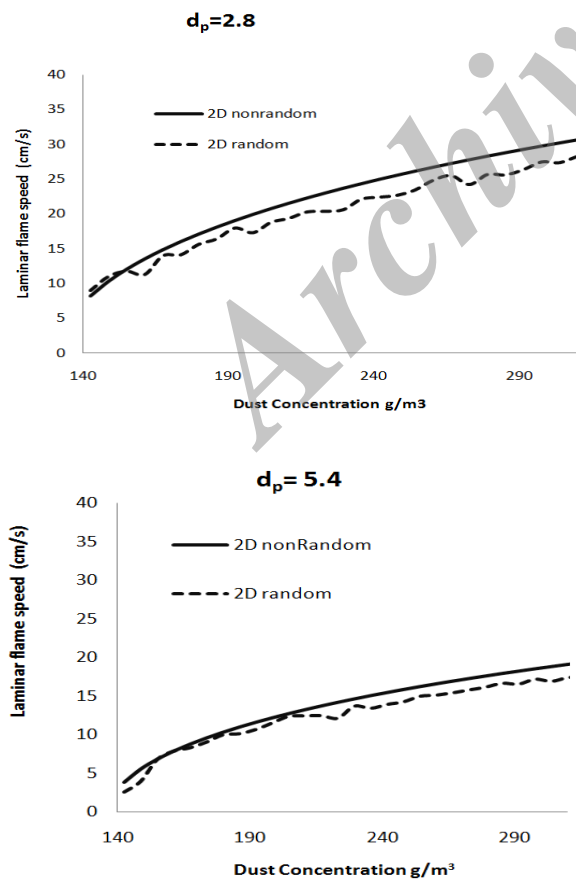 dp=2.8
40
35
30
25
20
15
10
5
0
Laminar flame speed (cm/s)
2D nonrandom
2D random
140
190
240
290
Dust Concentration g/m3
dp= 5.4
40
35
30
25
20
15
10
5
0
Laminar flame speed (cm/s)
2D nonRandom
2D random
140
190
240
290
Dust Concentration g/m³